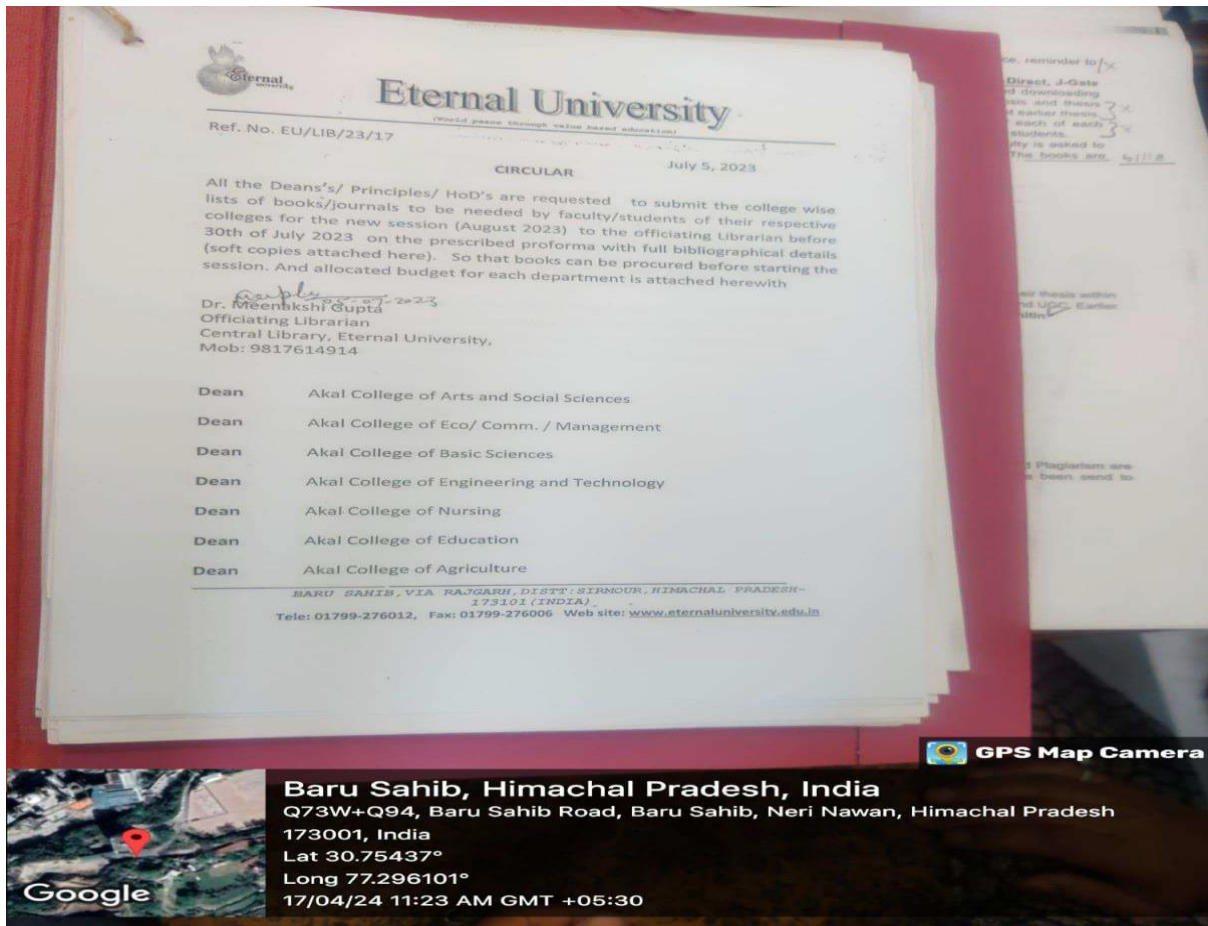 Eternal
University
Eternal University
(World peace through value based education)
Ref. No. EU/LIB/23/17
July 5, 2023
CIRCULAR
All the Deans's/ Principles/ HoD's are requested to submit the college wise
lists of books/journals to be needed by faculty/students of their respective
colleges for the new session (August 2023) to the officiating Librarian before
30th of July 2023 on the prescribed proforma with full bibliographical details
(soft copies attached here). So that books can be procured before starting the
session. And allocated budget for each department is attached herewith
05-07-2023
Dr. Meenakshi Gupta
Officiating Librarian
Central Library, Eternal University,
Mob: 9817614914
Dean Akal College of Arts and Social Sciences
Dean Akal College of Eco/ Comm. / Management
Dean Akal College of Basic Sciences
Dean Akal College of Engineering and Technology
Dean Akal College of Nursing
Dean Akal College of Education
Dean Akal College of Agriculture
BARU SAHIB, VIA RAJGARH, DISTT: SIRMOUR, HIMACHAL PRADESH-
173101 (INDIA)
Tele: 01799-276012, Fax: 01799-276006 Web site: www.eternaluniversity.edu.in
ce, reminder to
Direct, J-Gate
d downloading
sis and thesis
t earlier thesis
each of each
students.
ulty is asked to
The books are
eir thesis within
nd UGC. Earlier
d Plagiarism are
s been send to
GPS Map Camera
Google
Baru Sahib, Himachal Pradesh, India
Q73W+Q94, Baru Sahib Road, Baru Sahib, Neri Nawan, Himachal Pradesh
173001, India
Lat 30.75437°
Long 77.296101°
17/04/24 11:23 AM GMT +05:30